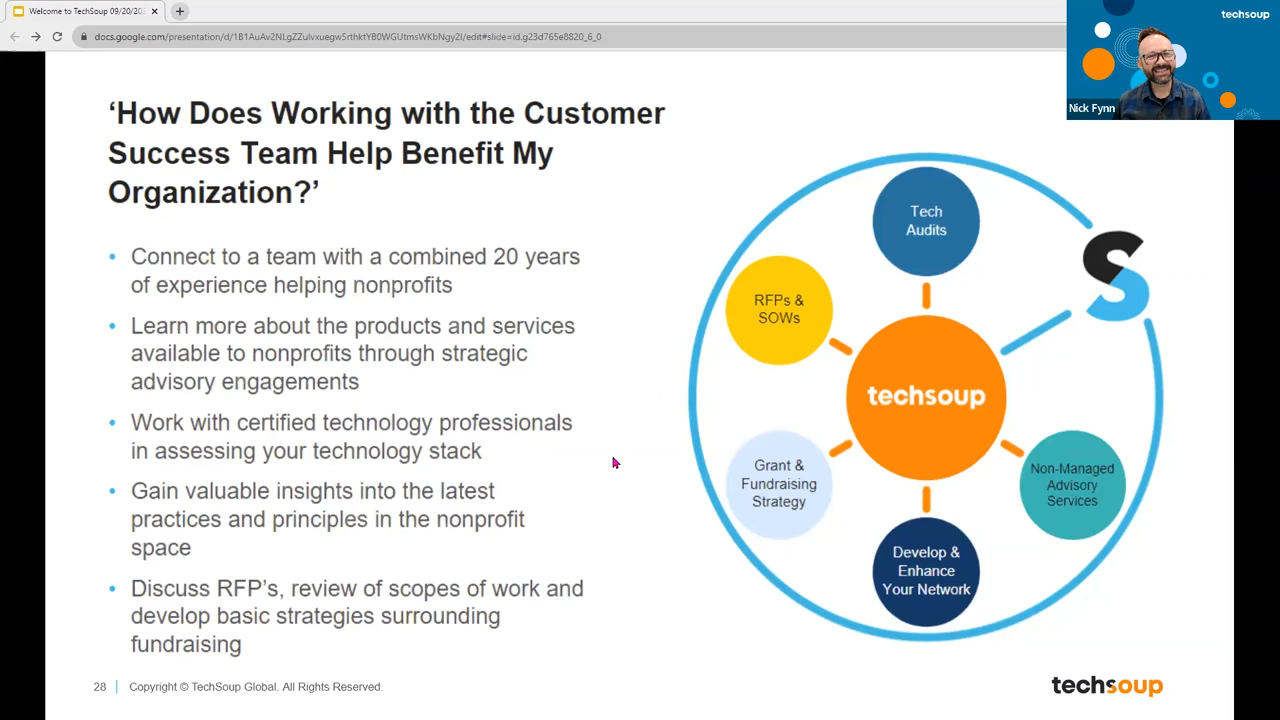 Welcome to TechSoup 09/20/202
docs.google.com/presentation/d/1B1AuAv2NLgZZulvxuegw5rthktYB0WGUtmsWKbNgy2I/edit#slide=id.g23d765e8820_6_0
techsoup
Nick Fynn
‘How Does Working with the Customer
Success Team Help Benefit My
Organization?’
• Connect to a team with a combined 20 years
of experience helping nonprofits
• Learn more about the products and services
available to nonprofits through strategic
advisory engagements
• Work with certified technology professionals
in assessing your technology stack
• Gain valuable insights into the latest
practices and principles in the nonprofit
space
• Discuss RFP’s, review of scopes of work and
develop basic strategies surrounding
fundraising
Tech
Audits
S
RFPs &
SOWs
techsoup
Grant &
Fundraising
Strategy
Non-Managed
Advisory
Services
Develop &
Enhance
Your Network
28 | Copyright © TechSoup Global. All Rights Reserved.
techsoup